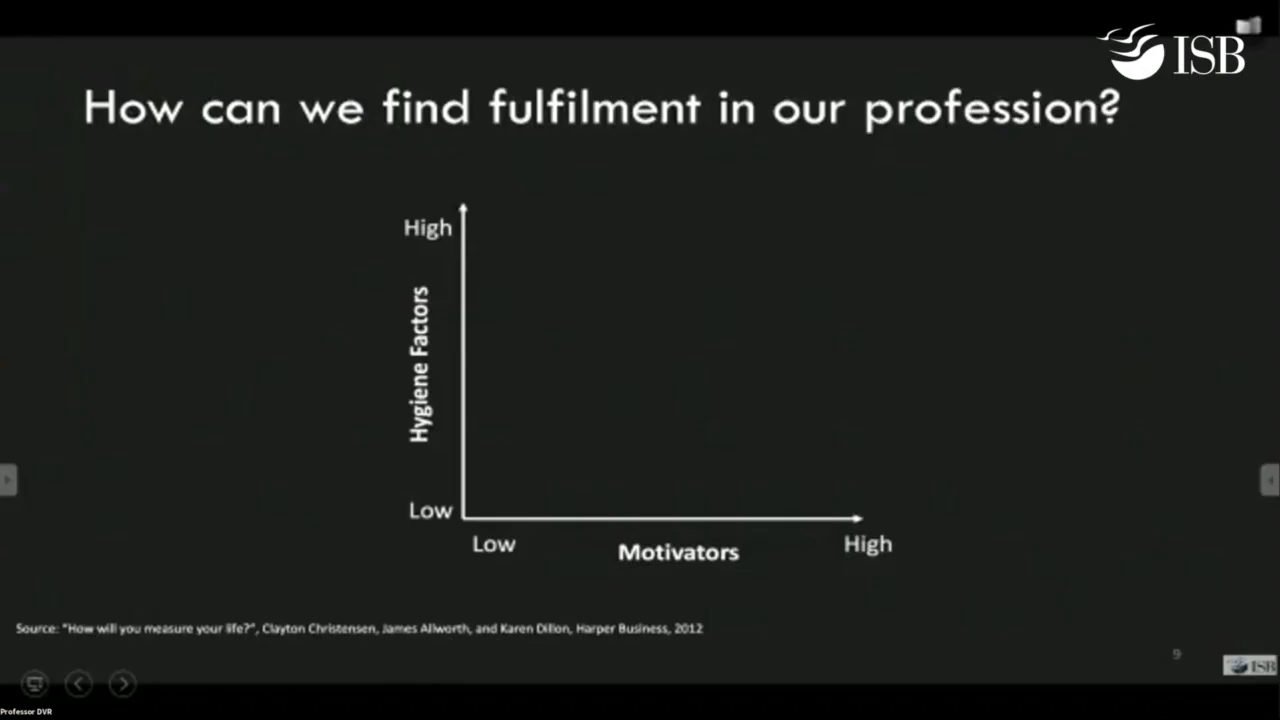 ISB
How can we find fulfilment in our profession?
High
Hygiene Factors
Low
Low
Motivators
High
Source: "How will you measure your life?", Clayton Christensen, James Allworth, and Karen Dillon, Harper Business, 2012
9
ISB
Professor DVR